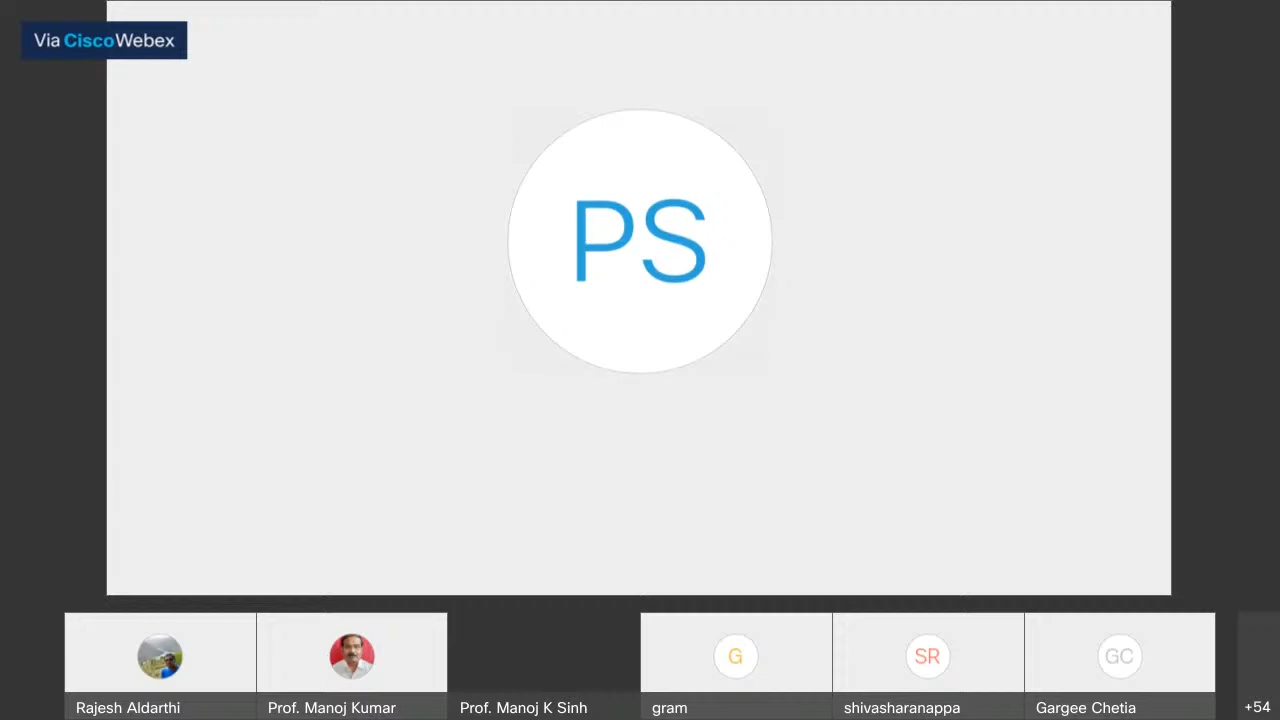 Via CiscoWebex
PS
G
SR
GC
Rajesh Aldarthi
Prof. Manoj Kumar
Prof. Manoj K Sinh
gram
shivasharanappa
Gargee Chetia
+54